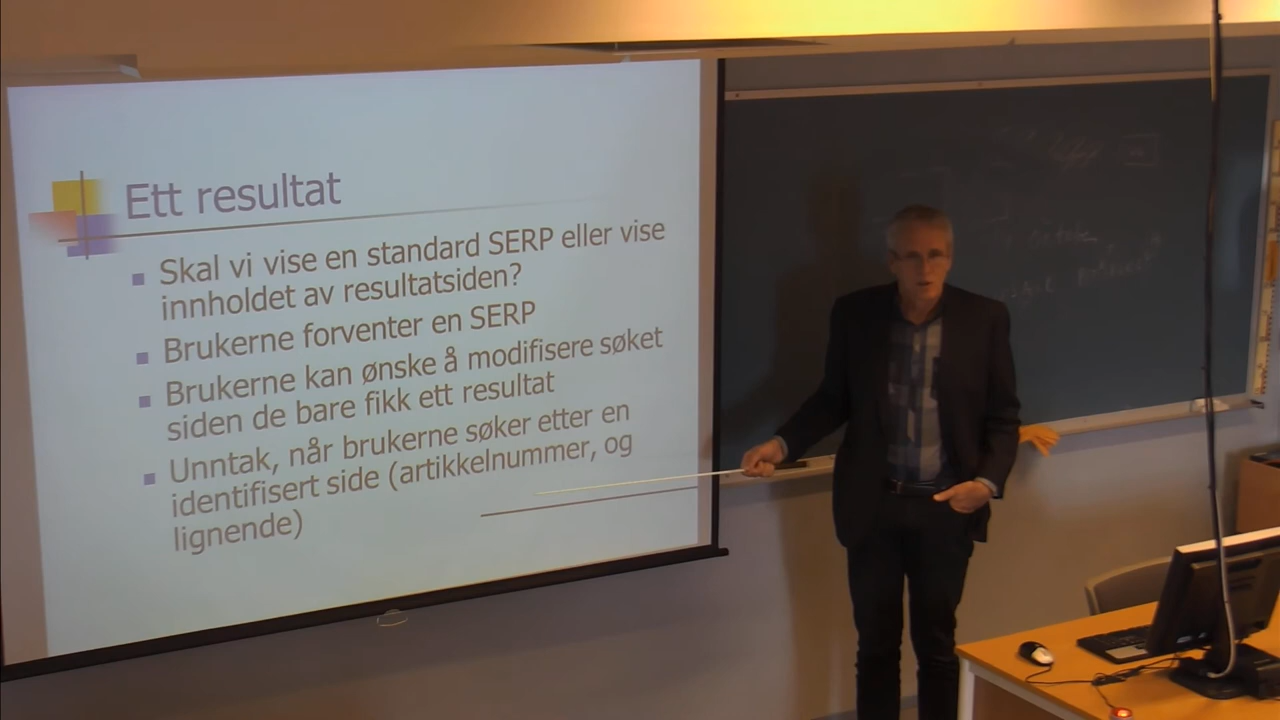 Ett resultat
Skal vi vise en standard SERP eller vise
innholdet av resultatsiden?
Brukerne forventer en SERP
Brukerne kan ønske å modifisere søket
siden de bare fikk ett resultat
Unntak, når brukerne søker etter en
identifisert side (artikkelnummer, og
lignende)